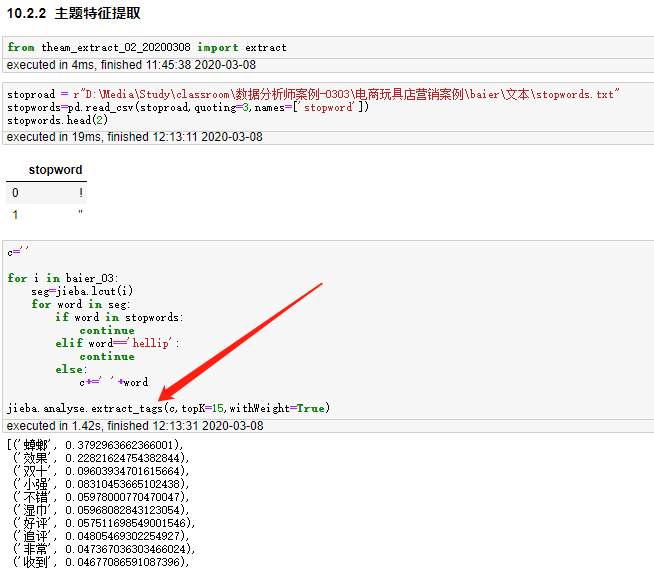 10.2.2 主题特征提取
from theam_extract_02_20200308 import extract
executed in 4ms, finished 11:45:38 2020-03-08
stoproad = r"D:\Media\Study\classroom\数据分析师案例-0303\电商玩具店营销案例\baier\文本\stopwords.txt"
stopwords=pd.read_csv(stoproad,quoting=3,names=['stopword'])
stopwords.head(2)
executed in 19ms, finished 12:13:11 2020-03-08
stopword
0 !
1 "
c=''
for i in baier_03:
seg=jieba.lcut(i)
for word in seg:
if word in stopwords:
continue
elif word=='hellip':
continue
else:
c+=' '+word
jieba.analyse.extract_tags(c,topK=15,withWeight=True)
executed in 1.42s, finished 12:13:31 2020-03-08
[('蟑螂', 0.3792963662366001),
('效果', 0.22821624754382844),
('双十', 0.09603934701615664),
('小强', 0.08310453665102438),
('不错', 0.05978000770470047),
('湿巾', 0.05968082843123054),
('好评', 0.057511698549001546),
('追评', 0.04805469302254927),
('非常', 0.047367036303466024),
('收到', 0.04677086591087396),